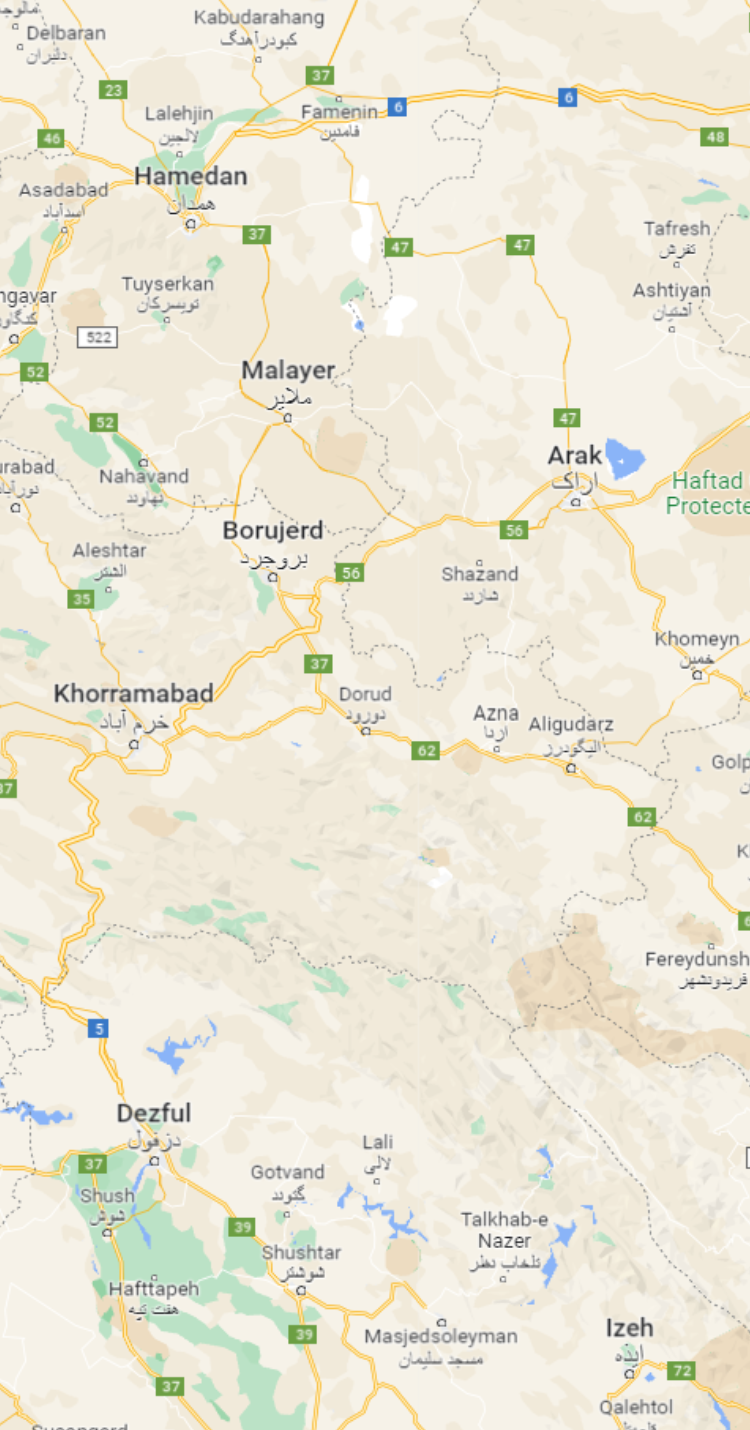 Delbaran
دلبران
Kabudarahang
کبودرآهنگ
37
23
6
6
Lalehjin
لالجین
Famenin
فامنین
46
48
Hamedan
همدان
Asadabad
اسدآباد
37
47
47
Tafresh
تفرش
Tuyserkan
تویسرکان
Ashtiyan
آشتیان
ngavar
522
52
Malayer
ملایر
52
47
Arak
اراک
Nahavand
نهاوند
Haftad
Protecte
urabad
Borujerd
بروجرد
56
Aleshtar
الشتر
56
Shazand
شازند
35
Khomeyn
خمین
37
Khorramabad
خرم آباد
Dorud
دورود
Azna
ازنا
Aligudarz
الیگودرز
62
Golp
37
62
K
6
Fereydunsh
فریدونشهر
5
Dezful
دزفول
Lali
لالی
37
Gotvand
گتوند
Shush
شوش
39
Talkhab-e
Nazer
تلخاب نظر
Shushtar
شوشتر
Hafttapeh
هفت تپه
39
Masjedsoleyman
مسجد سلیمان
Izeh
ایذه
72
37
Qalehtol